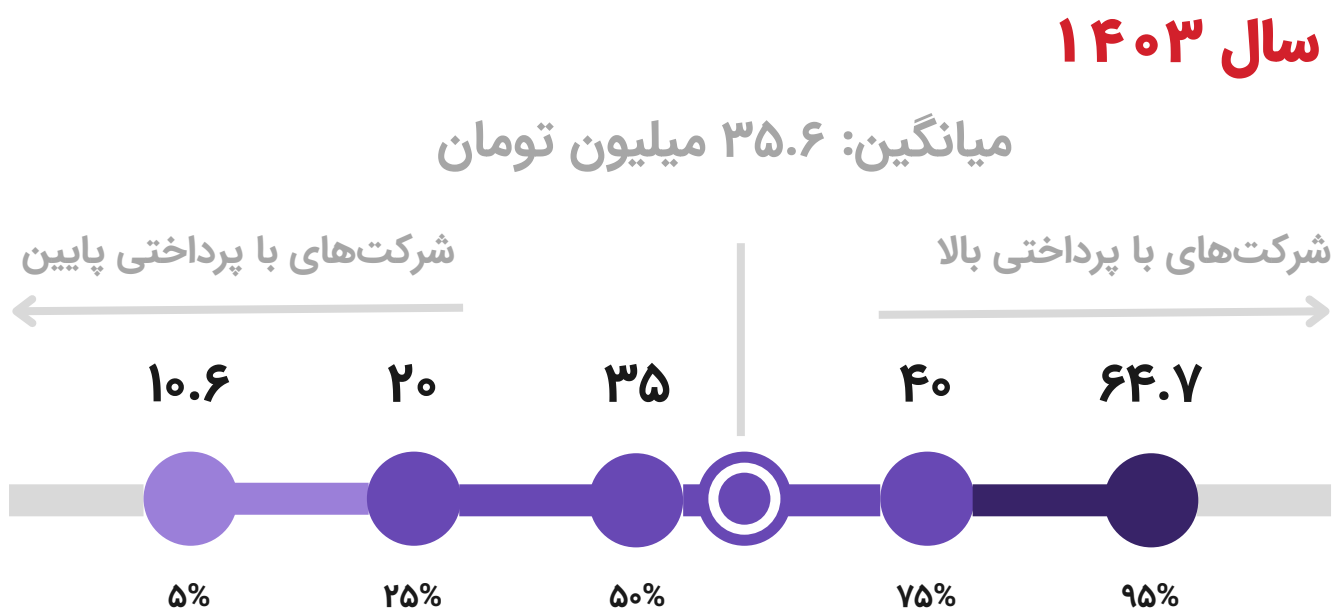 سال ۱۴۰۳
میانگین: ۳۵.۶ میلیون تومان
شرکت‌های با پرداختی پایین
شرکت‌های با پرداختی بالا
۱۰.۶ ۲۰ ۳۵ ۴۰ ۶۴.۷
۵% ۲۵% ۵۰% ۷۵% ۹۵%